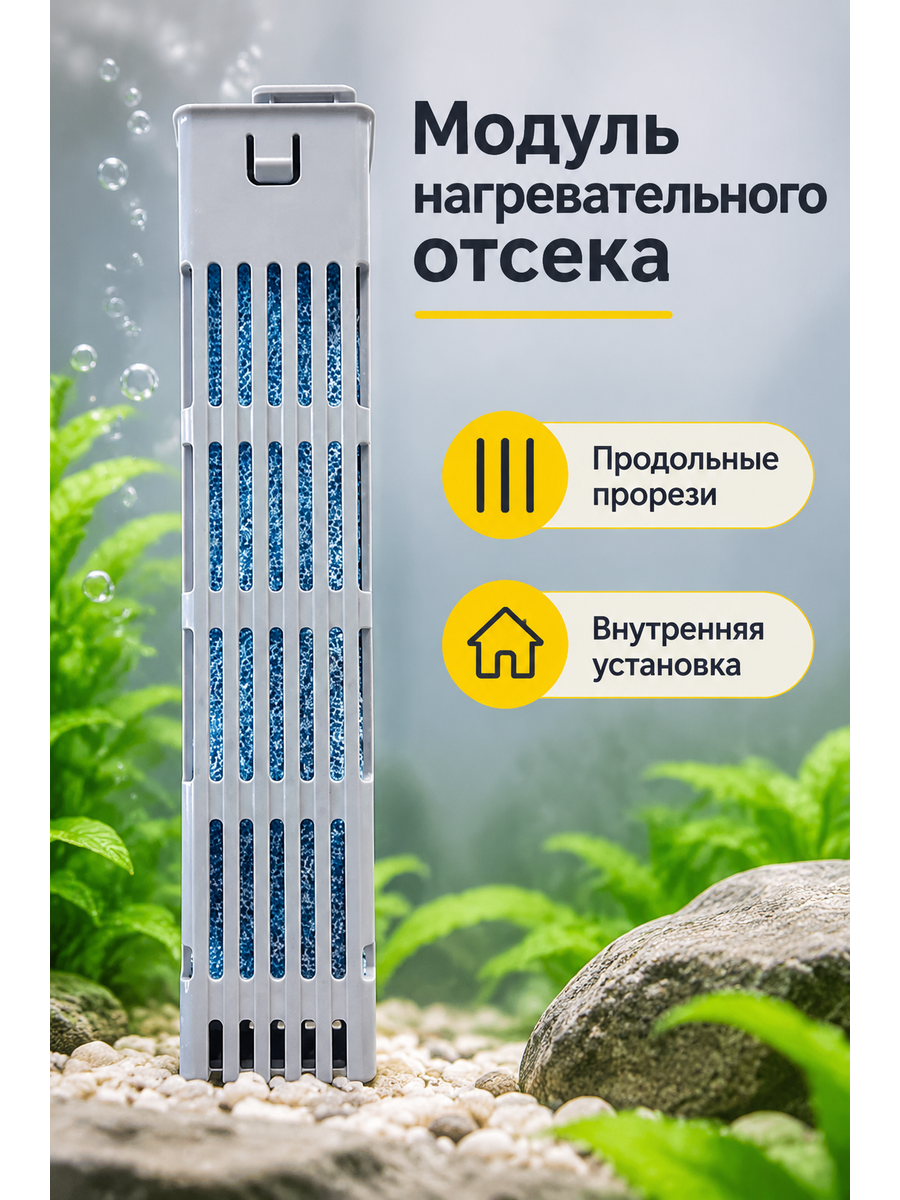 Модуль
нагревательного
отсека
Продольные
прорези
Внутренняя
установка